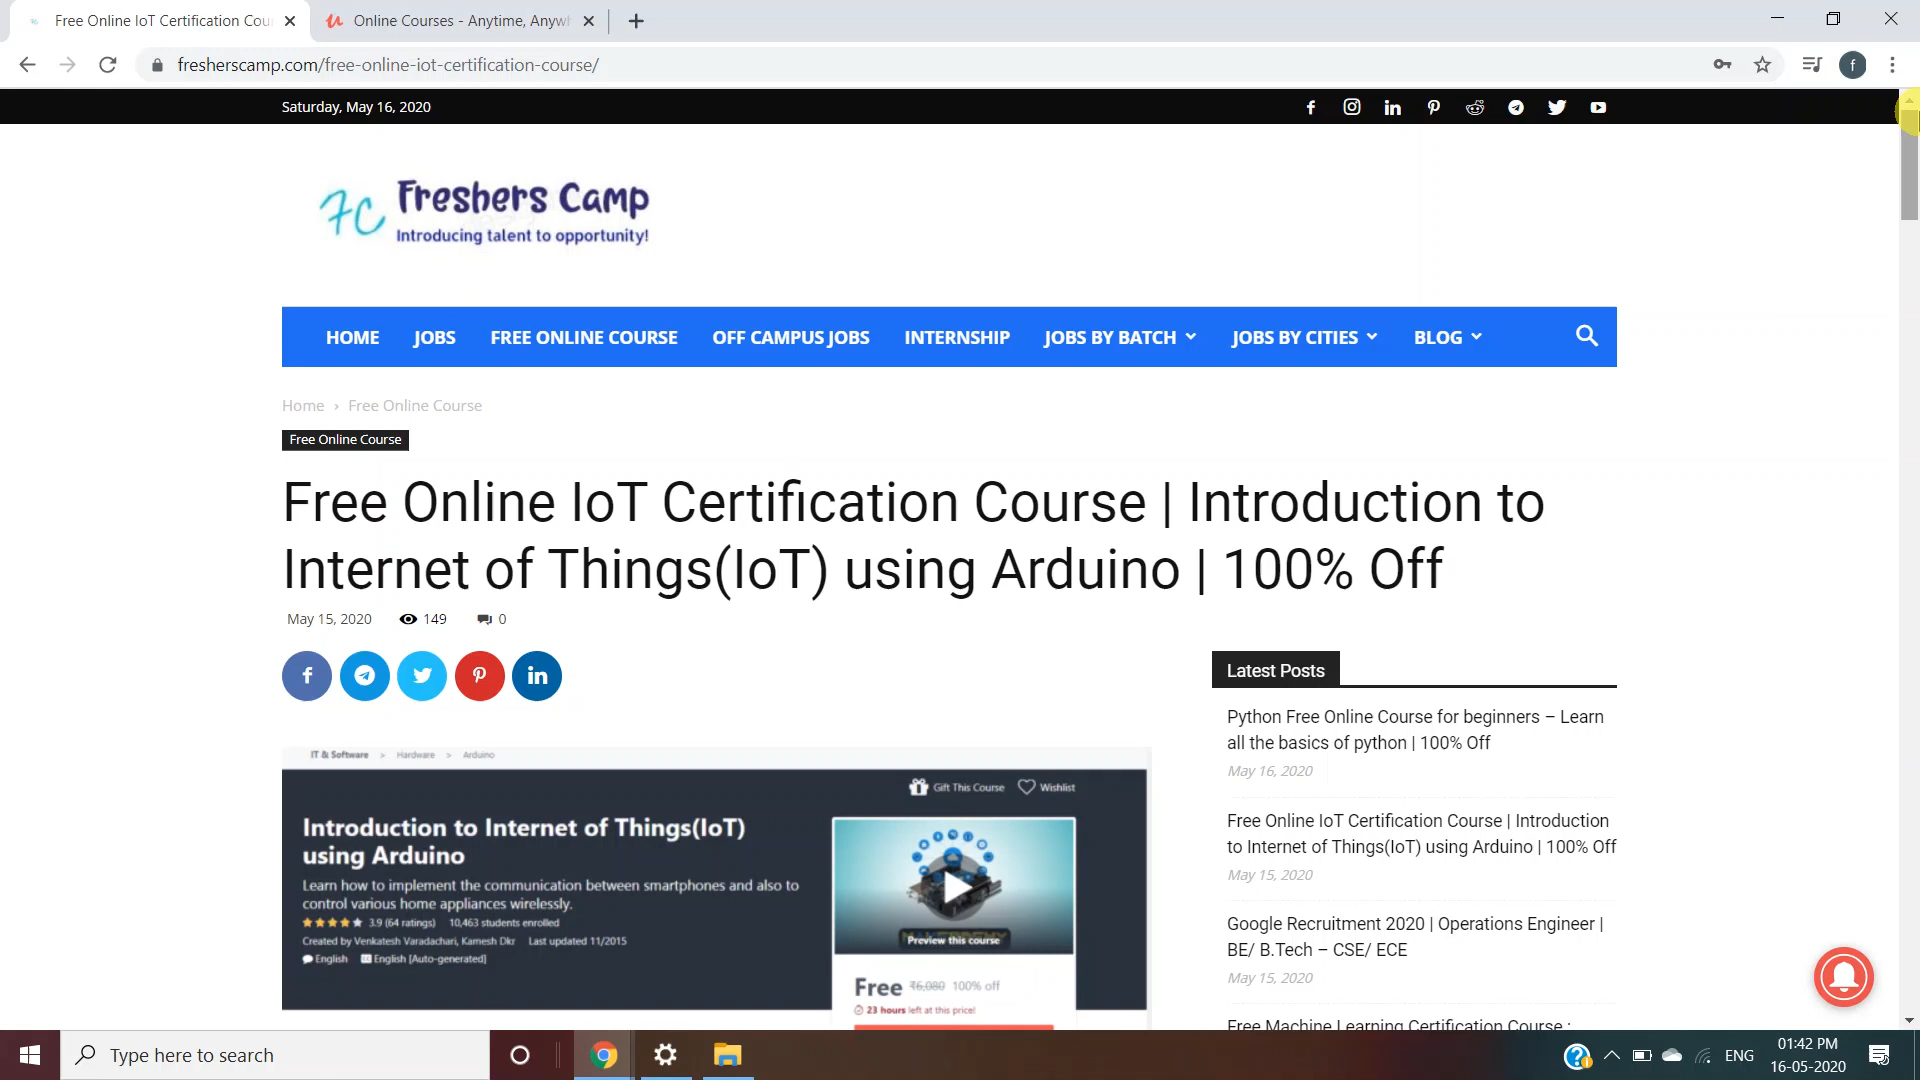 Free Online IoT Certification Cou
Online Courses - Anytime, Anywh
fresherscamp.com/free-online-iot-certification-course/
f
Saturday, May 16, 2020
FC Freshers Camp
Introducing talent to opportunity!
HOME JOBS FREE ONLINE COURSE OFF CAMPUS JOBS INTERNSHIP JOBS BY BATCH JOBS BY CITIES BLOG
Home › Free Online Course
Free Online Course
Free Online IoT Certification Course | Introduction to
Internet of Things(IoT) using Arduino | 100% Off
May 15, 2020 149 0
Latest Posts
Python Free Online Course for beginners – Learn
all the basics of python | 100% Off
May 16, 2020
Free Online IoT Certification Course | Introduction
to Internet of Things(IoT) using Arduino | 100% Off
May 15, 2020
Google Recruitment 2020 | Operations Engineer |
BE/ B.Tech – CSE/ ECE
May 15, 2020
Free Machine Learning Certification Course :
IT & Software > Hardware > Arduino
Gift This Course Wishlist
Introduction to Internet of Things(IoT)
using Arduino
Learn how to implement the communication between smartphones and also to
control various home appliances wirelessly.
3.9 (64 ratings) 10,463 students enrolled
Created by Venkatesh Varadachari, Kamesh Dkr Last updated 11/2015
English English [Auto-generated]
Preview this course
Free ₹6,080 100% off
23 hours left at this price!
Type here to search
ENG
01:42 PM
16-05-2020